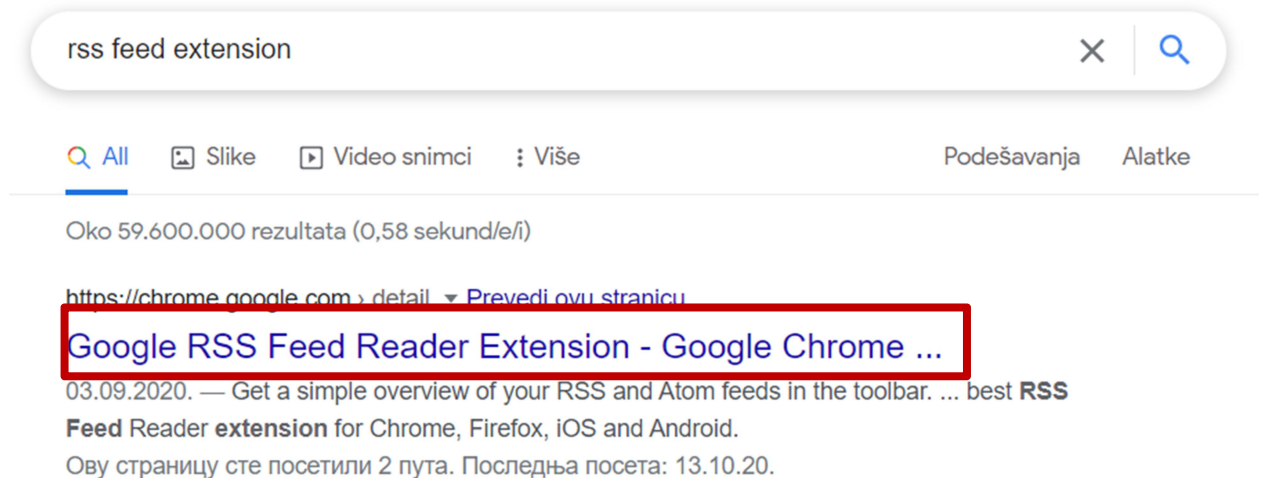 rss feed extension
All Slike Video snimci Više Podešavanja Alatke
Oko 59.600.000 rezultata (0,58 sekund/e/i)
https://chrome.google.com › detail ▾ Prevedi ovu stranicu
Google RSS Feed Reader Extension - Google Chrome ...
03.09.2020. — Get a simple overview of your RSS and Atom feeds in the toolbar. ... best RSS
Feed Reader extension for Chrome, Firefox, iOS and Android.
Ову страницу сте посетили 2 пута. Последња посета: 13.10.20.